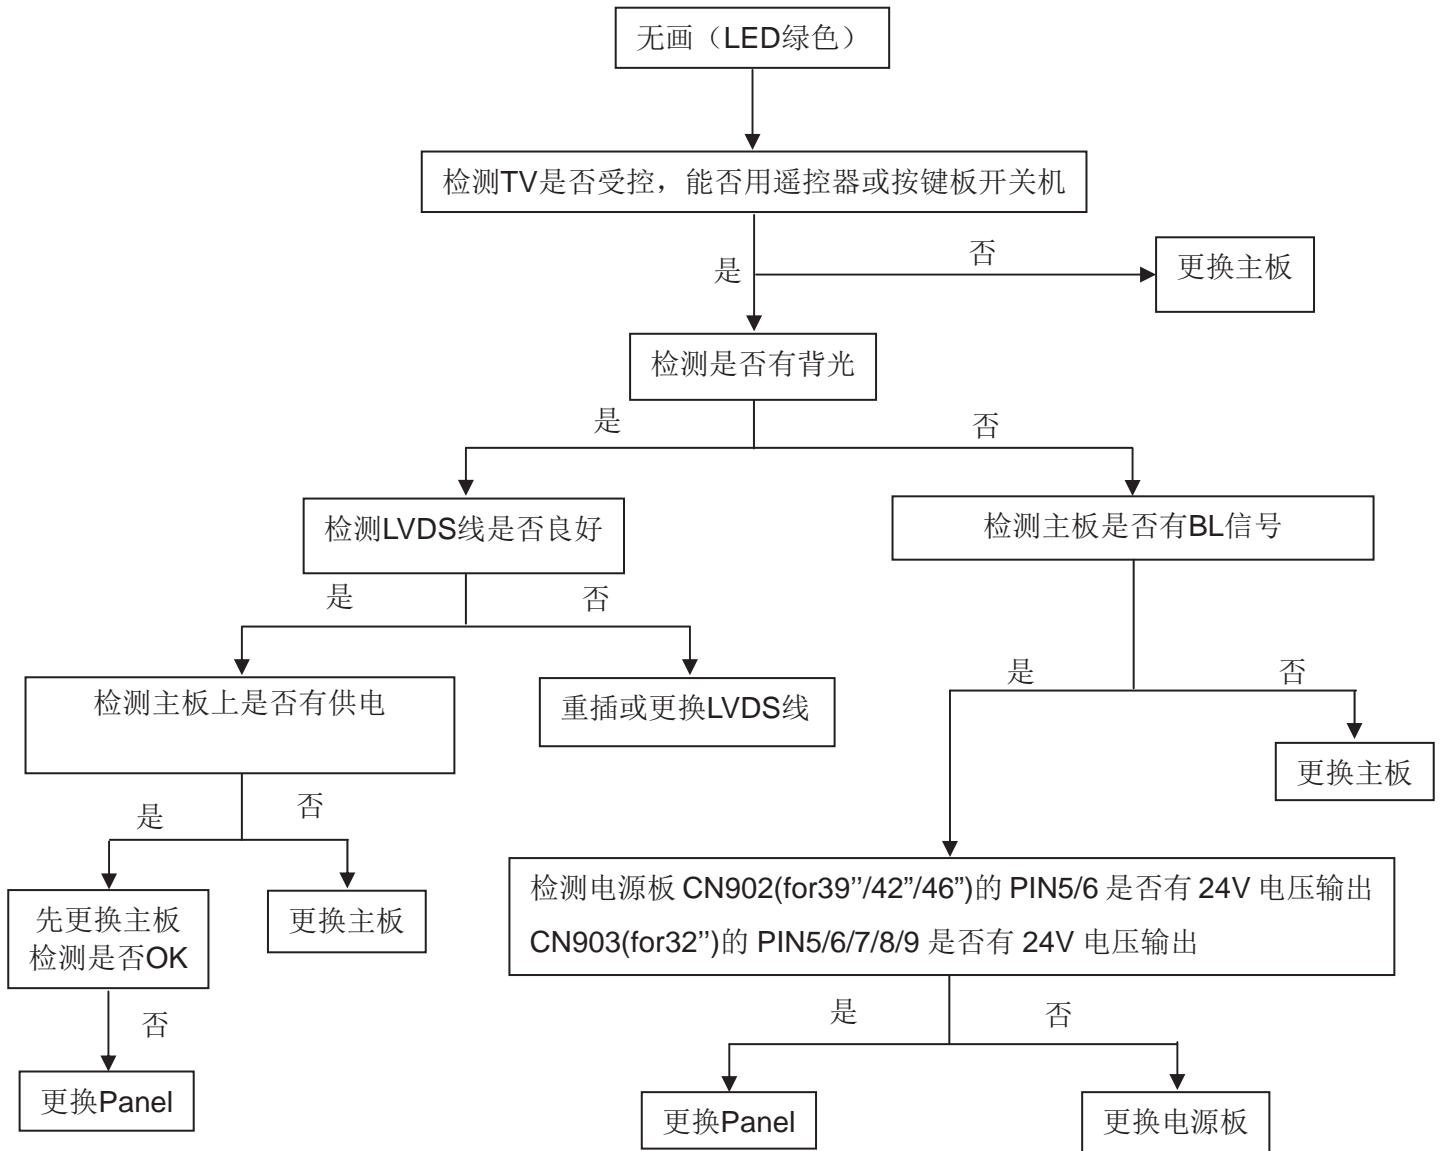 无画（LED绿色）
检测TV是否受控，能否用遥控器或按键板开关机
是
否
更换主板
检测是否有背光
是
否
检测LVDS线是否良好
检测主板是否有BL信号
是
否
是
否
检测主板上是否有供电
重插或更换LVDS线
更换主板
是
否
先更换主板
检测是否OK
更换主板
检测电源板 CN902(for39’’/42”/46”)的 PIN5/6 是否有 24V 电压输出
CN903(for32’’)的 PIN5/6/7/8/9 是否有 24V 电压输出
否
是
否
更换Panel
更换Panel
更换电源板